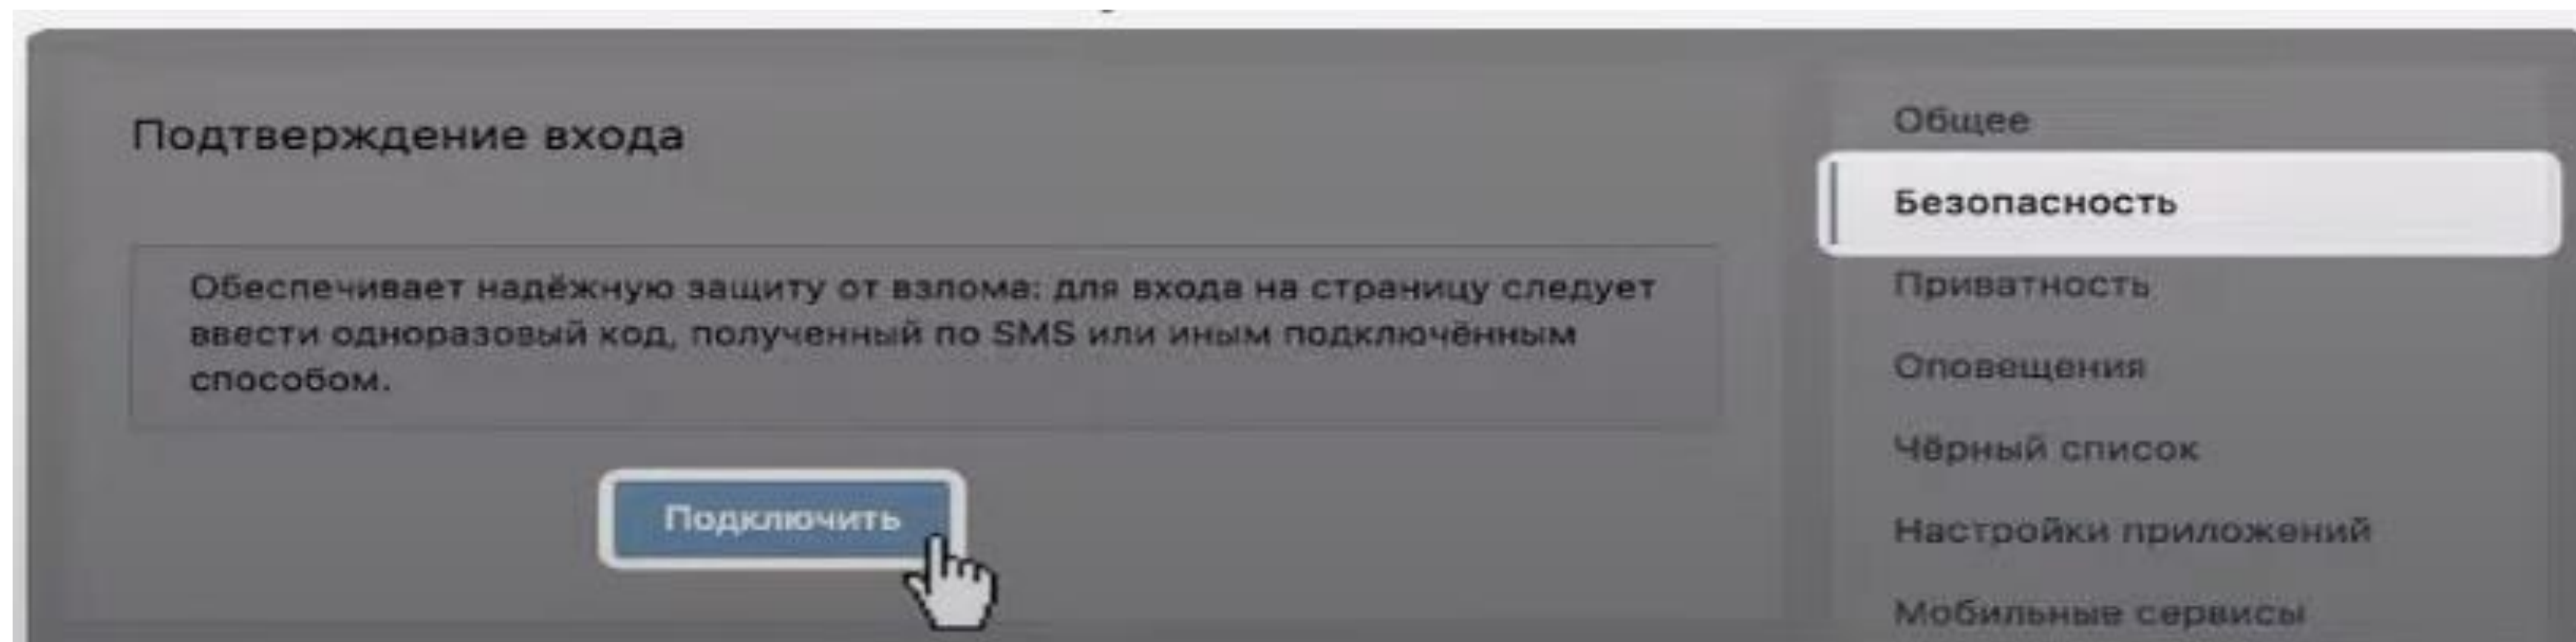 Подтверждение входа
Обеспечивает надёжную защиту от взлома: для входа на страницу следует
ввести одноразовый код, полученный по SMS или иным подключённым
способом.
Подключить
Общее
Безопасность
Приватность
Оповещения
Чёрный список
Настройки приложений
Мобильные сервисы